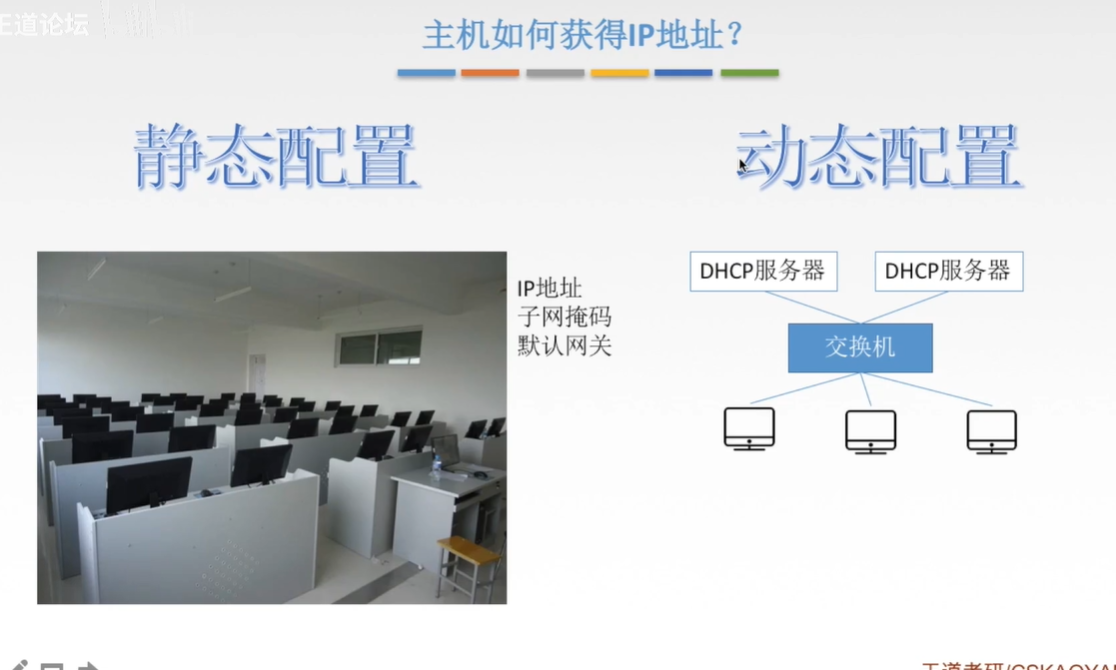 王道论坛
主机如何获得IP地址？
静态配置
动态配置
IP地址
子网掩码
默认网关
DHCP服务器
DHCP服务器
交换机
王道考研/CSKAOYAN